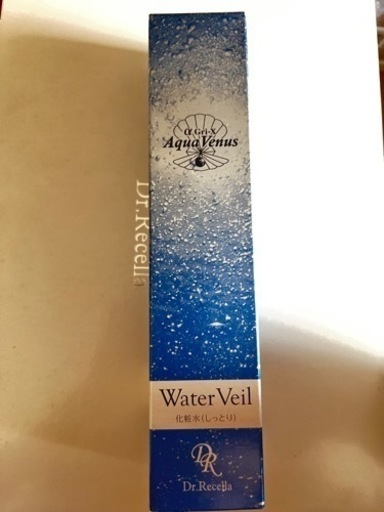 α Gri-X
Aqua Venus
Dr.Recella
Water Veil
化粧水(しっとり)
DR
Dr.Recella